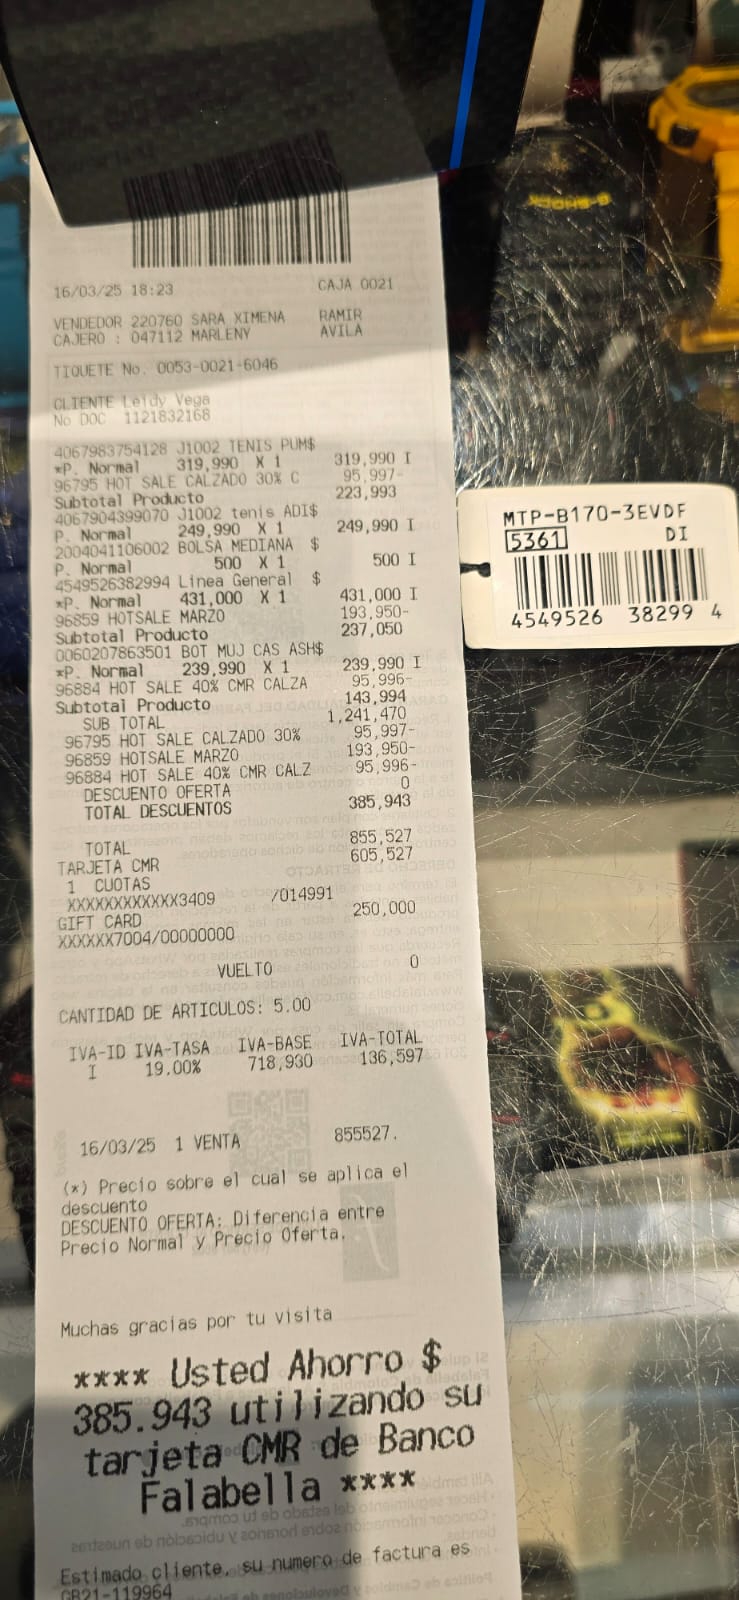 16/03/25 18:23 CAJA 0021
VENDEDOR 220760 SARA XIMENA RAMIR
CAJERO : 047112 MARLENY AVILA
TIQUETE No. 0053-0021-6046
CLIENTE Leidy Vega
No DOC 1121832168
4067983754128 J1002 TENIS PUM$
*P. Normal 319,990 X 1 319,990 I
96795 HOT SALE CALZADO 30% C 95,997-
Subtotal Producto 223,993
4067904399070 J1002 tenis ADI$
P. Normal 249,990 X 1 249,990 I
2004041106002 BOLSA MEDIANA $
P. Normal 500 X 1 500 I
4549526382994 Linea General $
*P. Normal 431,000 X 1 431,000 I
96859 HOTSALE MARZO 193,950-
Subtotal Producto 237,050
0060207863501 BOT MUJ CAS ASH$
*P. Normal 239,990 X 1 239,990 I
96884 HOT SALE 40% CMR CALZA 95,996-
Subtotal Producto 143,994
SUB TOTAL 1,241,470
96795 HOT SALE CALZADO 30% 95,997-
96859 HOTSALE MARZO 193,950-
96884 HOT SALE 40% CMR CALZ 95,996-
DESCUENTO OFERTA 0
TOTAL DESCUENTOS 385,943
TOTAL 855,527
TARJETA CMR 605,527
1 CUOTAS
XXXXXXXXXXXX3409 /014991
GIFT CARD 250,000
XXXXXX7004/00000000
VUELTO 0
CANTIDAD DE ARTICULOS: 5.00
IVA-ID IVA-TASA IVA-BASE IVA-TOTAL
I 19.00% 718,930 136,597
16/03/25 1 VENTA 855527.
(*) Precio sobre el cual se aplica el
descuento
DESCUENTO OFERTA: Diferencia entre
Precio Normal y Precio Oferta.
Muchas gracias por tu visita
**** Usted Ahorro $
385.943 utilizando su
tarjeta CMR de Banco
Falabella ****
Estimado cliente, su numero de factura es
GB21-119964
MTP-B170-3EVDF
5361 DI
4549526 38299 4
G-SHOCK